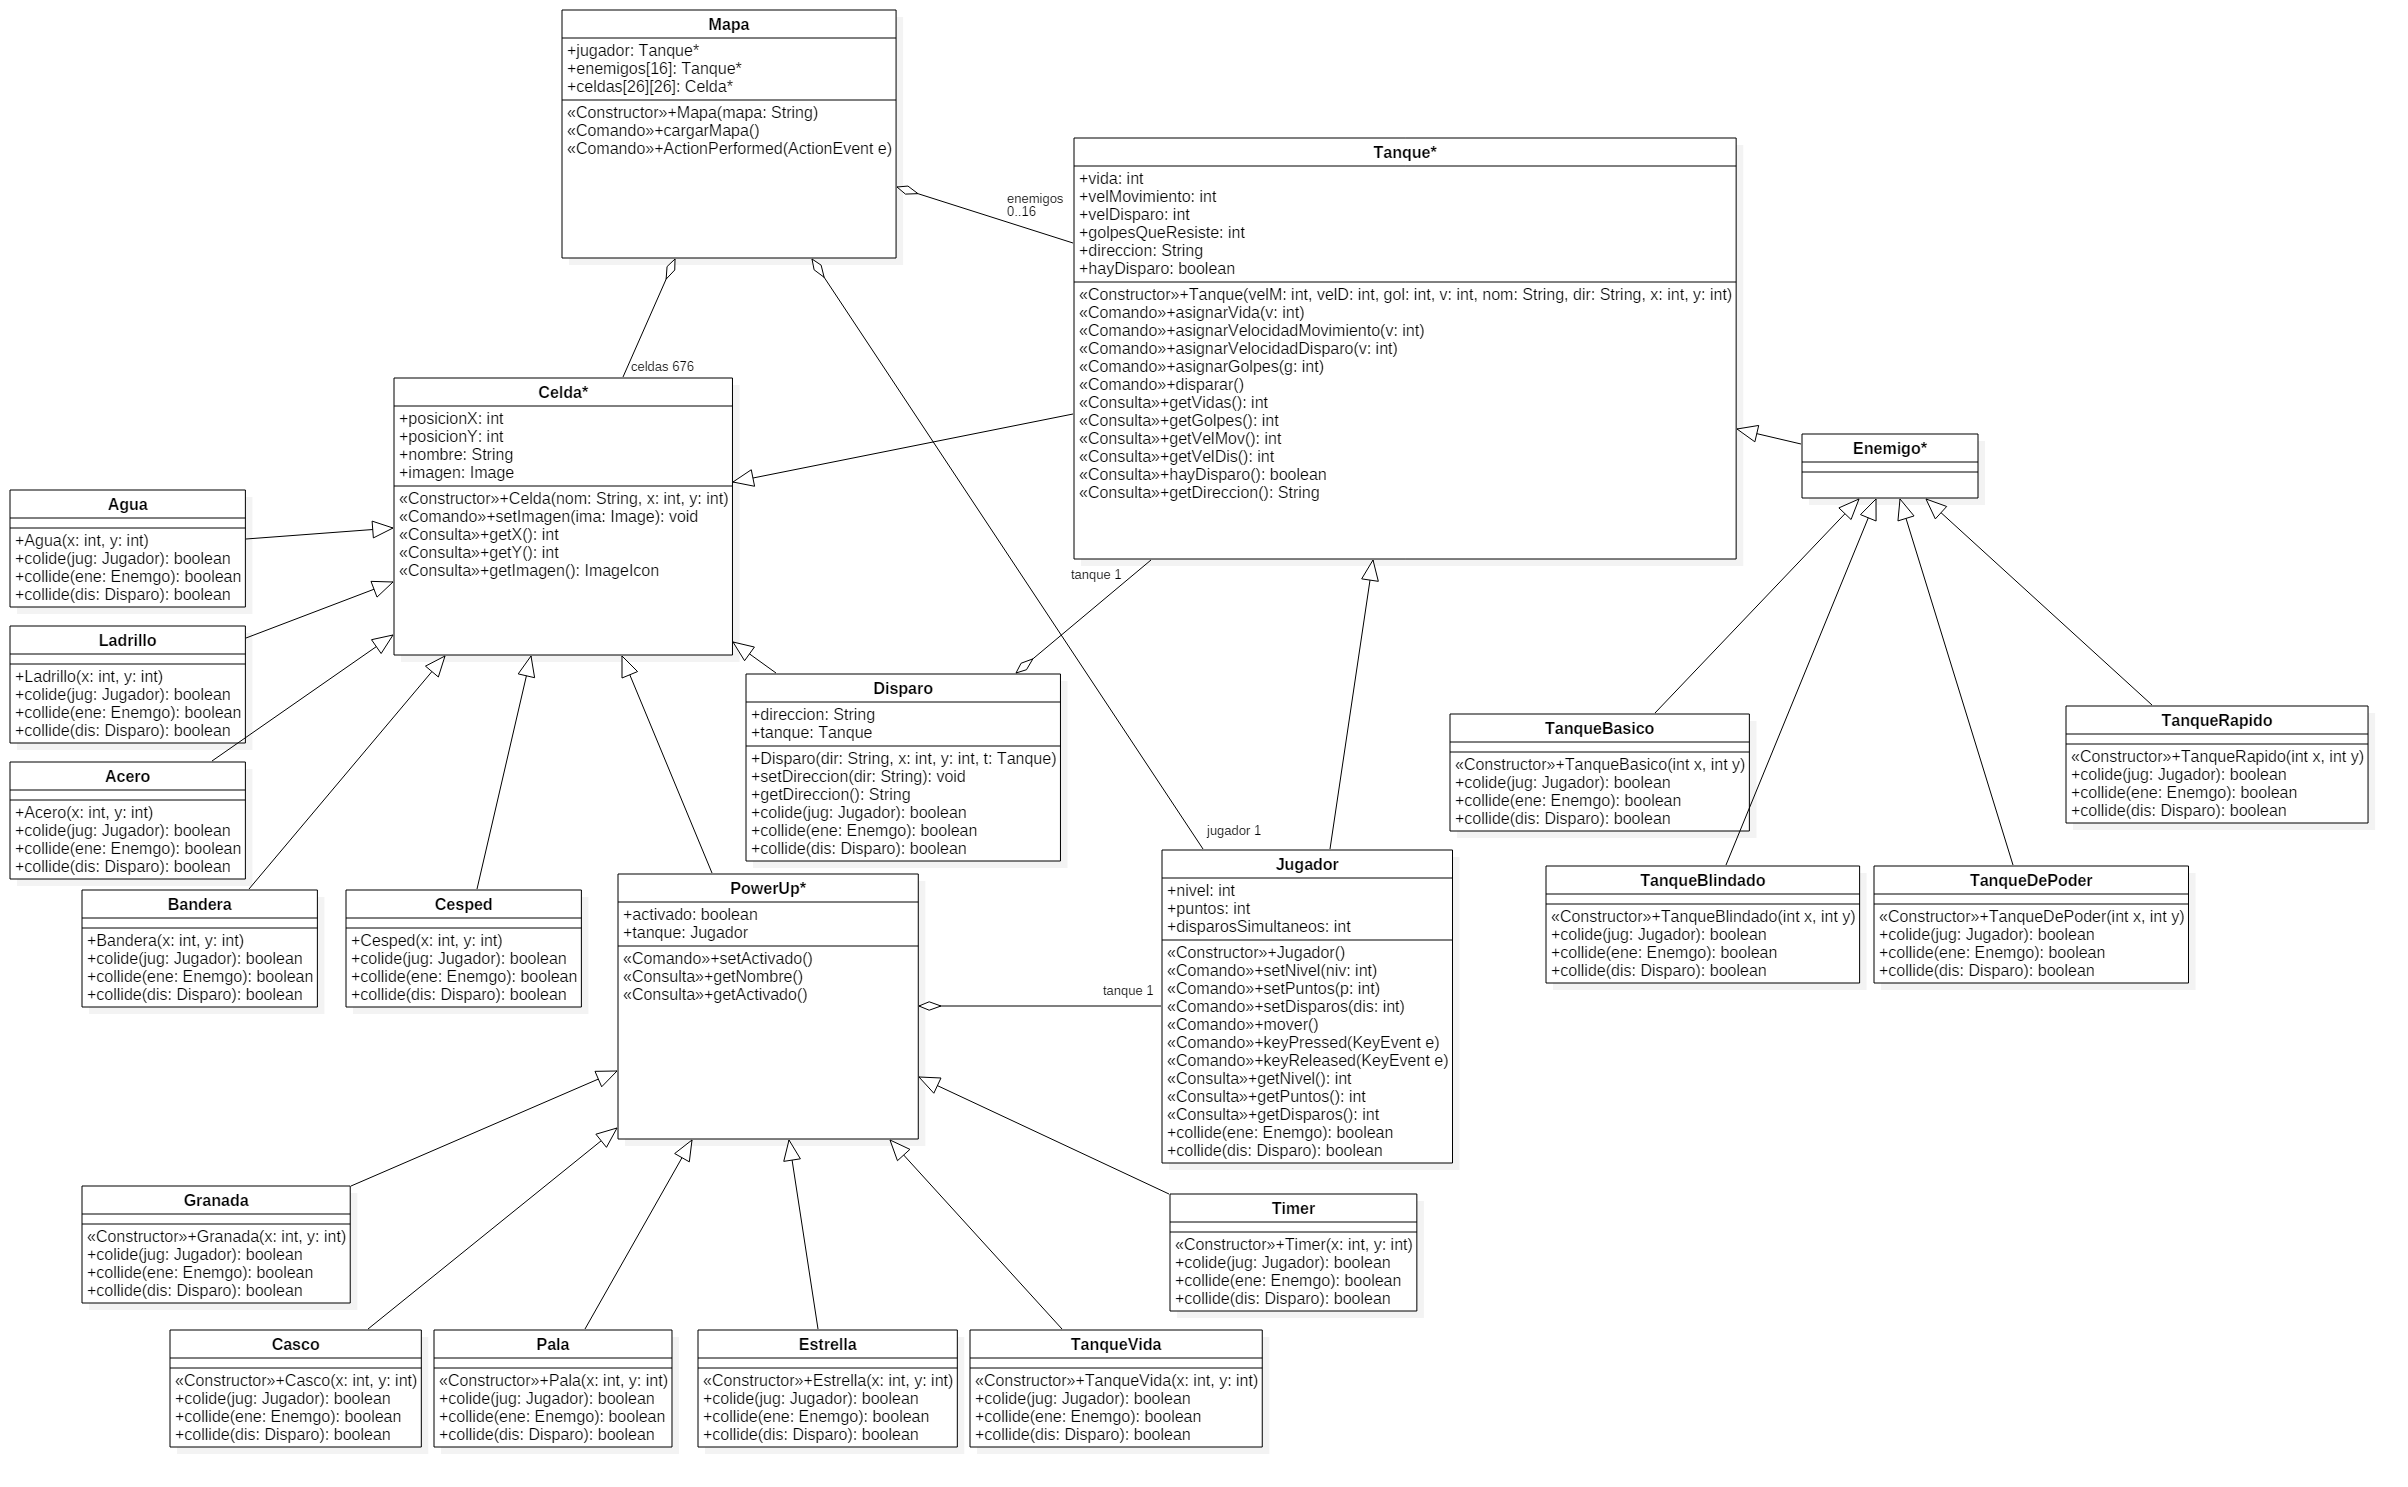 Mapa
+jugador: Tanque*
+enemigos[16]: Tanque*
+celdas[26][26]: Celda*
«Constructor»+Mapa(mapa: String)
«Comando»+cargarMapa()
«Comando»+ActionPerformed(ActionEvent e)
enemigos
0..16
celdas 676
Tanque*
+vida: int
+velMovimiento: int
+velDisparo: int
+golpesQueResiste: int
+direccion: String
+hayDisparo: boolean
«Constructor»+Tanque(velM: int, velD: int, gol: int, v: int, nom: String, dir: String, x: int, y: int)
«Comando»+asignarVida(v: int)
«Comando»+asignarVelocidadMovimiento(v: int)
«Comando»+asignarVelocidadDisparo(v: int)
«Comando»+asignarGolpes(g: int)
«Comando»+disparar()
«Consulta»+getVidas(): int
«Consulta»+getGolpes(): int
«Consulta»+getVelMov(): int
«Consulta»+getVelDis(): int
«Consulta»+hayDisparo(): boolean
«Consulta»+getDireccion(): String
Celda*
+posicionX: int
+posicionY: int
+nombre: String
+imagen: Image
«Constructor»+Celda(nom: String, x: int, y: int)
«Comando»+setImagen(ima: Image): void
«Consulta»+getX(): int
«Consulta»+getY(): int
«Consulta»+getImagen(): ImageIcon
Enemigo*
Agua
+Agua(x: int, y: int)
+colide(jug: Jugador): boolean
+collide(ene: Enemgo): boolean
+collide(dis: Disparo): boolean
tanque 1
Ladrillo
+Ladrillo(x: int, y: int)
+colide(jug: Jugador): boolean
+collide(ene: Enemgo): boolean
+collide(dis: Disparo): boolean
Disparo
+direccion: String
+tanque: Tanque
+Disparo(dir: String, x: int, y: int, t: Tanque)
+setDireccion(dir: String): void
+getDireccion(): String
+colide(jug: Jugador): boolean
+collide(ene: Enemgo): boolean
+collide(dis: Disparo): boolean
TanqueBasico
«Constructor»+TanqueBasico(int x, int y)
+colide(jug: Jugador): boolean
+collide(ene: Enemgo): boolean
+collide(dis: Disparo): boolean
TanqueRapido
«Constructor»+TanqueRapido(int x, int y)
+colide(jug: Jugador): boolean
+collide(ene: Enemgo): boolean
+collide(dis: Disparo): boolean
Acero
+Acero(x: int, y: int)
+colide(jug: Jugador): boolean
+collide(ene: Enemgo): boolean
+collide(dis: Disparo): boolean
jugador 1
Jugador
+nivel: int
+puntos: int
+disparosSimultaneos: int
«Constructor»+Jugador()
«Comando»+setNivel(niv: int)
«Comando»+setPuntos(p: int)
«Comando»+setDisparos(dis: int)
«Comando»+mover()
«Comando»+keyPressed(KeyEvent e)
«Comando»+keyReleased(KeyEvent e)
«Consulta»+getNivel(): int
«Consulta»+getPuntos(): int
«Consulta»+getDisparos(): int
+collide(ene: Enemgo): boolean
+collide(dis: Disparo): boolean
TanqueBlindado
«Constructor»+TanqueBlindado(int x, int y)
+colide(jug: Jugador): boolean
+collide(ene: Enemgo): boolean
+collide(dis: Disparo): boolean
TanqueDePoder
«Constructor»+TanqueDePoder(int x, int y)
+colide(jug: Jugador): boolean
+collide(ene: Enemgo): boolean
+collide(dis: Disparo): boolean
Bandera
+Bandera(x: int, y: int)
+colide(jug: Jugador): boolean
+collide(ene: Enemgo): boolean
+collide(dis: Disparo): boolean
Cesped
+Cesped(x: int, y: int)
+colide(jug: Jugador): boolean
+collide(ene: Enemgo): boolean
+collide(dis: Disparo): boolean
PowerUp*
+activado: boolean
+tanque: Jugador
«Comando»+setActivado()
«Consulta»+getNombre()
«Consulta»+getActivado()
tanque 1
Granada
«Constructor»+Granada(x: int, y: int)
+colide(jug: Jugador): boolean
+collide(ene: Enemgo): boolean
+collide(dis: Disparo): boolean
Timer
«Constructor»+Timer(x: int, y: int)
+colide(jug: Jugador): boolean
+collide(ene: Enemgo): boolean
+collide(dis: Disparo): boolean
Casco
«Constructor»+Casco(x: int, y: int)
+colide(jug: Jugador): boolean
+collide(ene: Enemgo): boolean
+collide(dis: Disparo): boolean
Pala
«Constructor»+Pala(x: int, y: int)
+colide(jug: Jugador): boolean
+collide(ene: Enemgo): boolean
+collide(dis: Disparo): boolean
Estrella
«Constructor»+Estrella(x: int, y: int)
+colide(jug: Jugador): boolean
+collide(ene: Enemgo): boolean
+collide(dis: Disparo): boolean
TanqueVida
«Constructor»+TanqueVida(x: int, y: int)
+colide(jug: Jugador): boolean
+collide(ene: Enemgo): boolean
+collide(dis: Disparo): boolean